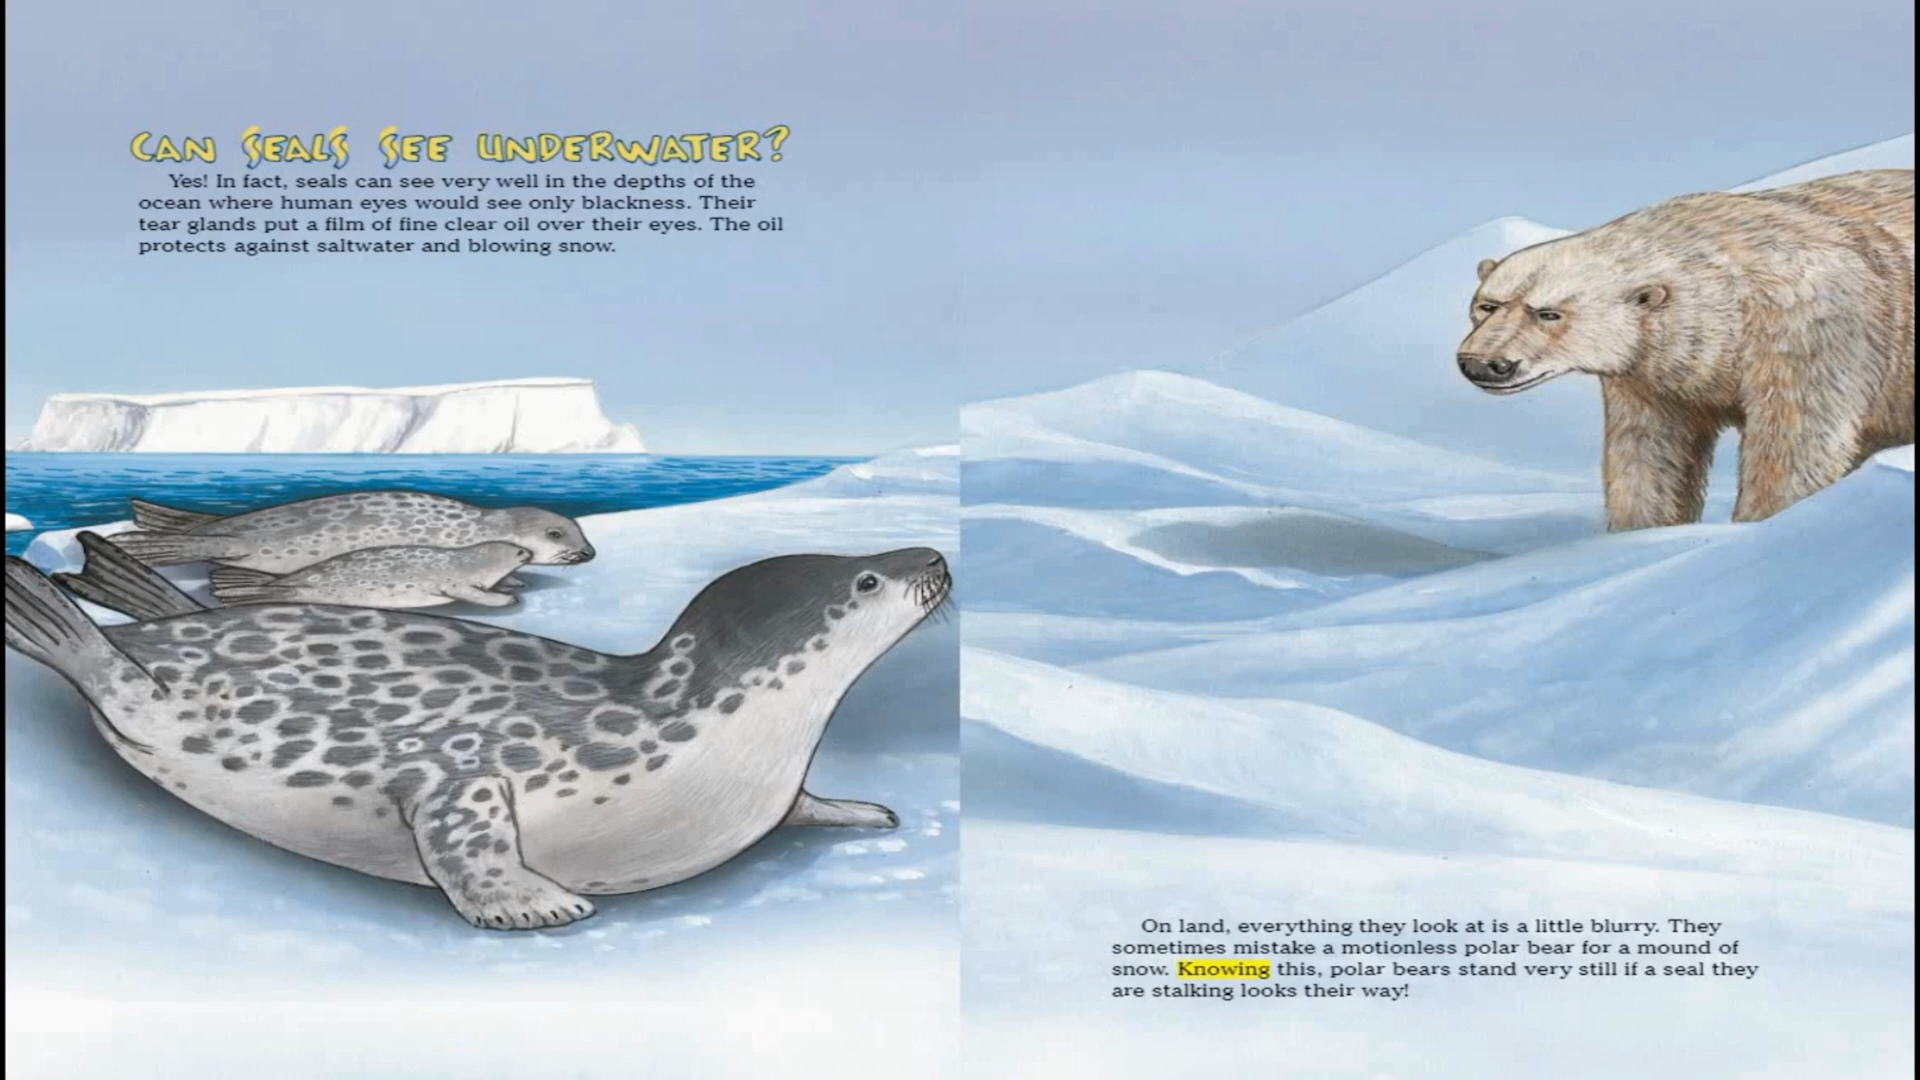 CAN SEALS SEE UNDERWATER?
Yes! In fact, seals can see very well in the depths of the
ocean where human eyes would see only blackness. Their
tear glands put a film of fine clear oil over their eyes. The oil
protects against saltwater and blowing snow.
On land, everything they look at is a little blurry. They
sometimes mistake a motionless polar bear for a mound of
snow. Knowing this, polar bears stand very still if a seal they
are stalking looks their way!